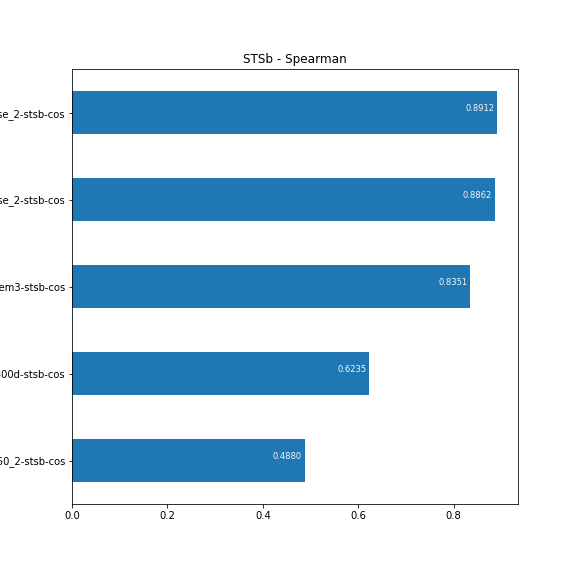 STSb - Spearman
se_2-stsb-cos
0.8912
se_2-stsb-cos
0.8862
em3-stsb-cos
0.8351
00d-stsb-cos
0.6235
50_2-stsb-cos
0.4880
0.0 0.2 0.4 0.6 0.8